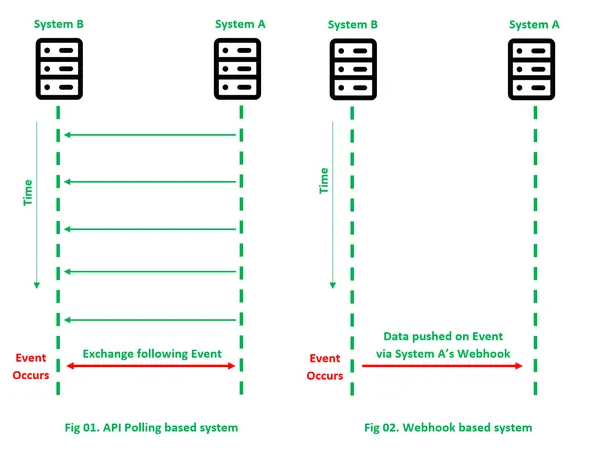 System B
System A
System B
System A
Time
Time
Event
Occurs
Exchange following Event
Event
Occurs
Data pushed on Event
via System A's Webhook
Fig 01. API Polling based system
Fig 02. Webhook based system